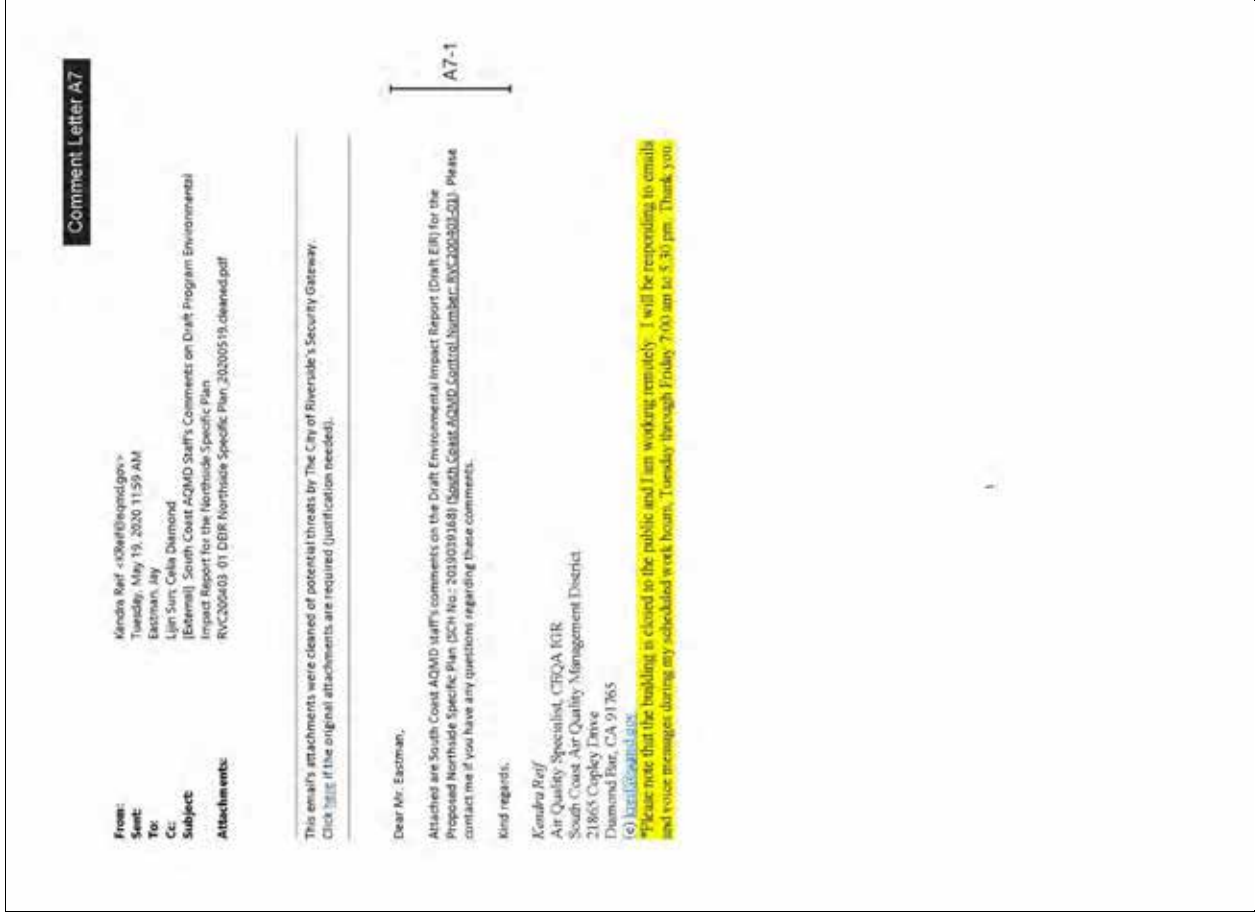 Comment Letter A7
From: Kendra Reif <KReif@aqmd.gov>
Sent: Tuesday, May 19, 2020 11:59 AM
To: Eastman, Jay
Cc: Lijin Sun; Celia Diamond
Subject: [External] South Coast AQMD Staff's Comments on Draft Program Environmental
Impact Report for the Northside Specific Plan
Attachments: RVC200403-01 DEIR Northside Specific Plan_20200519.cleaned.pdf
This email's attachments were cleaned of potential threats by The City of Riverside's Security Gateway.
Click here if the original attachments are required (justification needed).
Dear Mr. Eastman,
A7-1
Attached are South Coast AQMD staff's comments on the Draft Environmental Impact Report (Draft EIR) for the
Proposed Northside Specific Plan (SCH No.: 2019039168) (South Coast AQMD Control Number: RVC200403-01). Please
contact me if you have any questions regarding these comments.
Kind regards,
Kendra Reif
Air Quality Specialist, CEQA IGR
South Coast Air Quality Management District
21865 Copley Drive
Diamond Bar, CA 91765
(e) kreif@aqmd.gov
*Please note that the building is closed to the public and I am working remotely. I will be responding to emails
and voice messages during my scheduled work hours, Tuesday through Friday 7:00 am to 5:30 pm. Thank you.
1